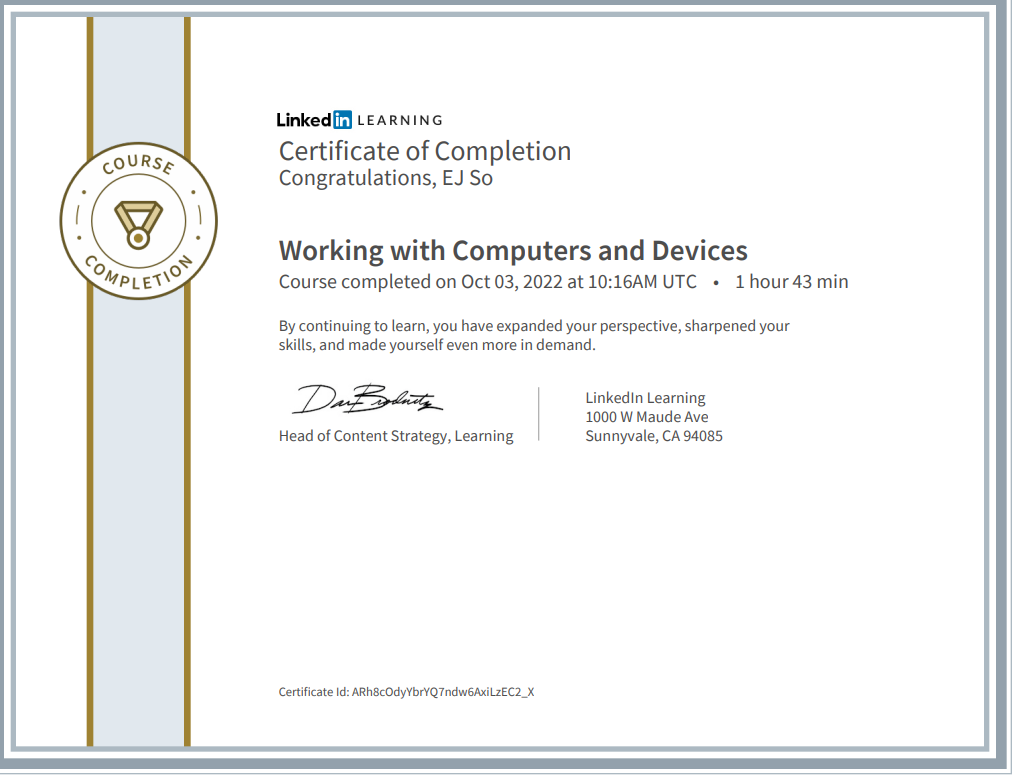 COURSE
COMPLETION
Linked in LEARNING
Certificate of Completion
Congratulations, EJ So
Working with Computers and Devices
Course completed on Oct 03, 2022 at 10:16AM UTC • 1 hour 43 min
By continuing to learn, you have expanded your perspective, sharpened your
skills, and made yourself even more in demand.
Head of Content Strategy, Learning
LinkedIn Learning
1000 W Maude Ave
Sunnyvale, CA 94085
Certificate Id: ARh8cOdyYbrYQ7ndw6AxiLzEC2_X